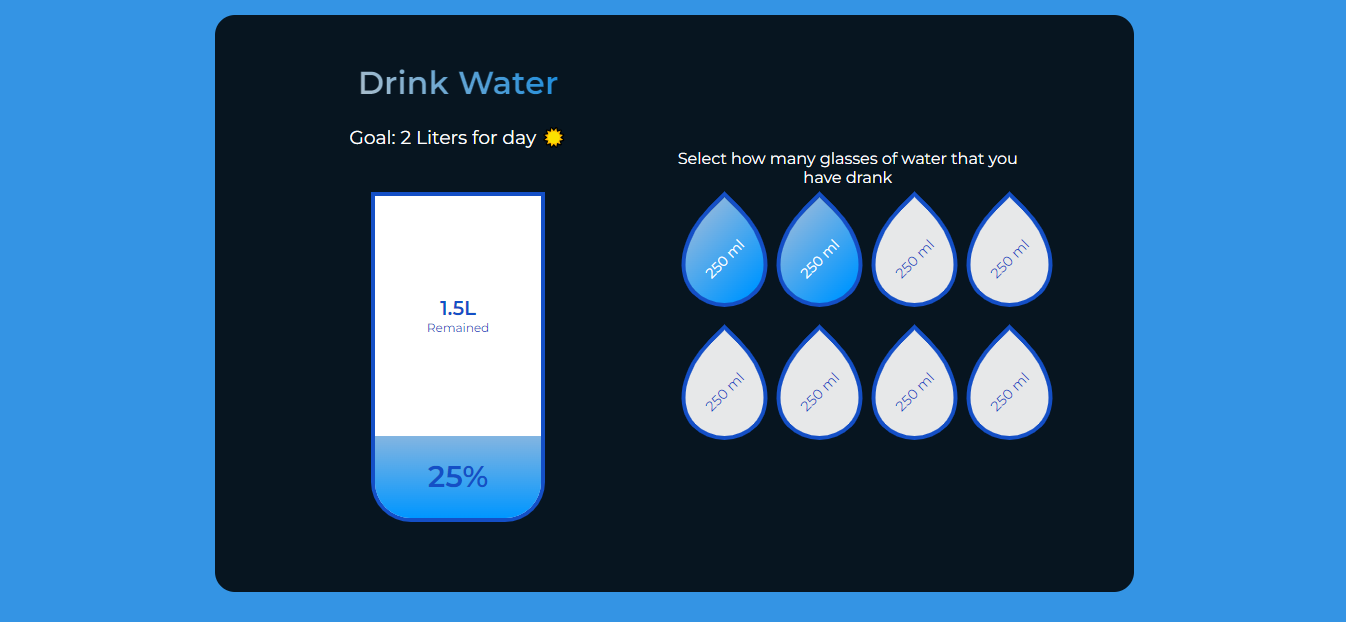 Drink Water
Goal: 2 Liters for day
1.5L
Remained
25%
Select how many glasses of water that you
have drank
250 ml
250 ml
250 ml
250 ml
250 ml
250 ml
250 ml
250 ml